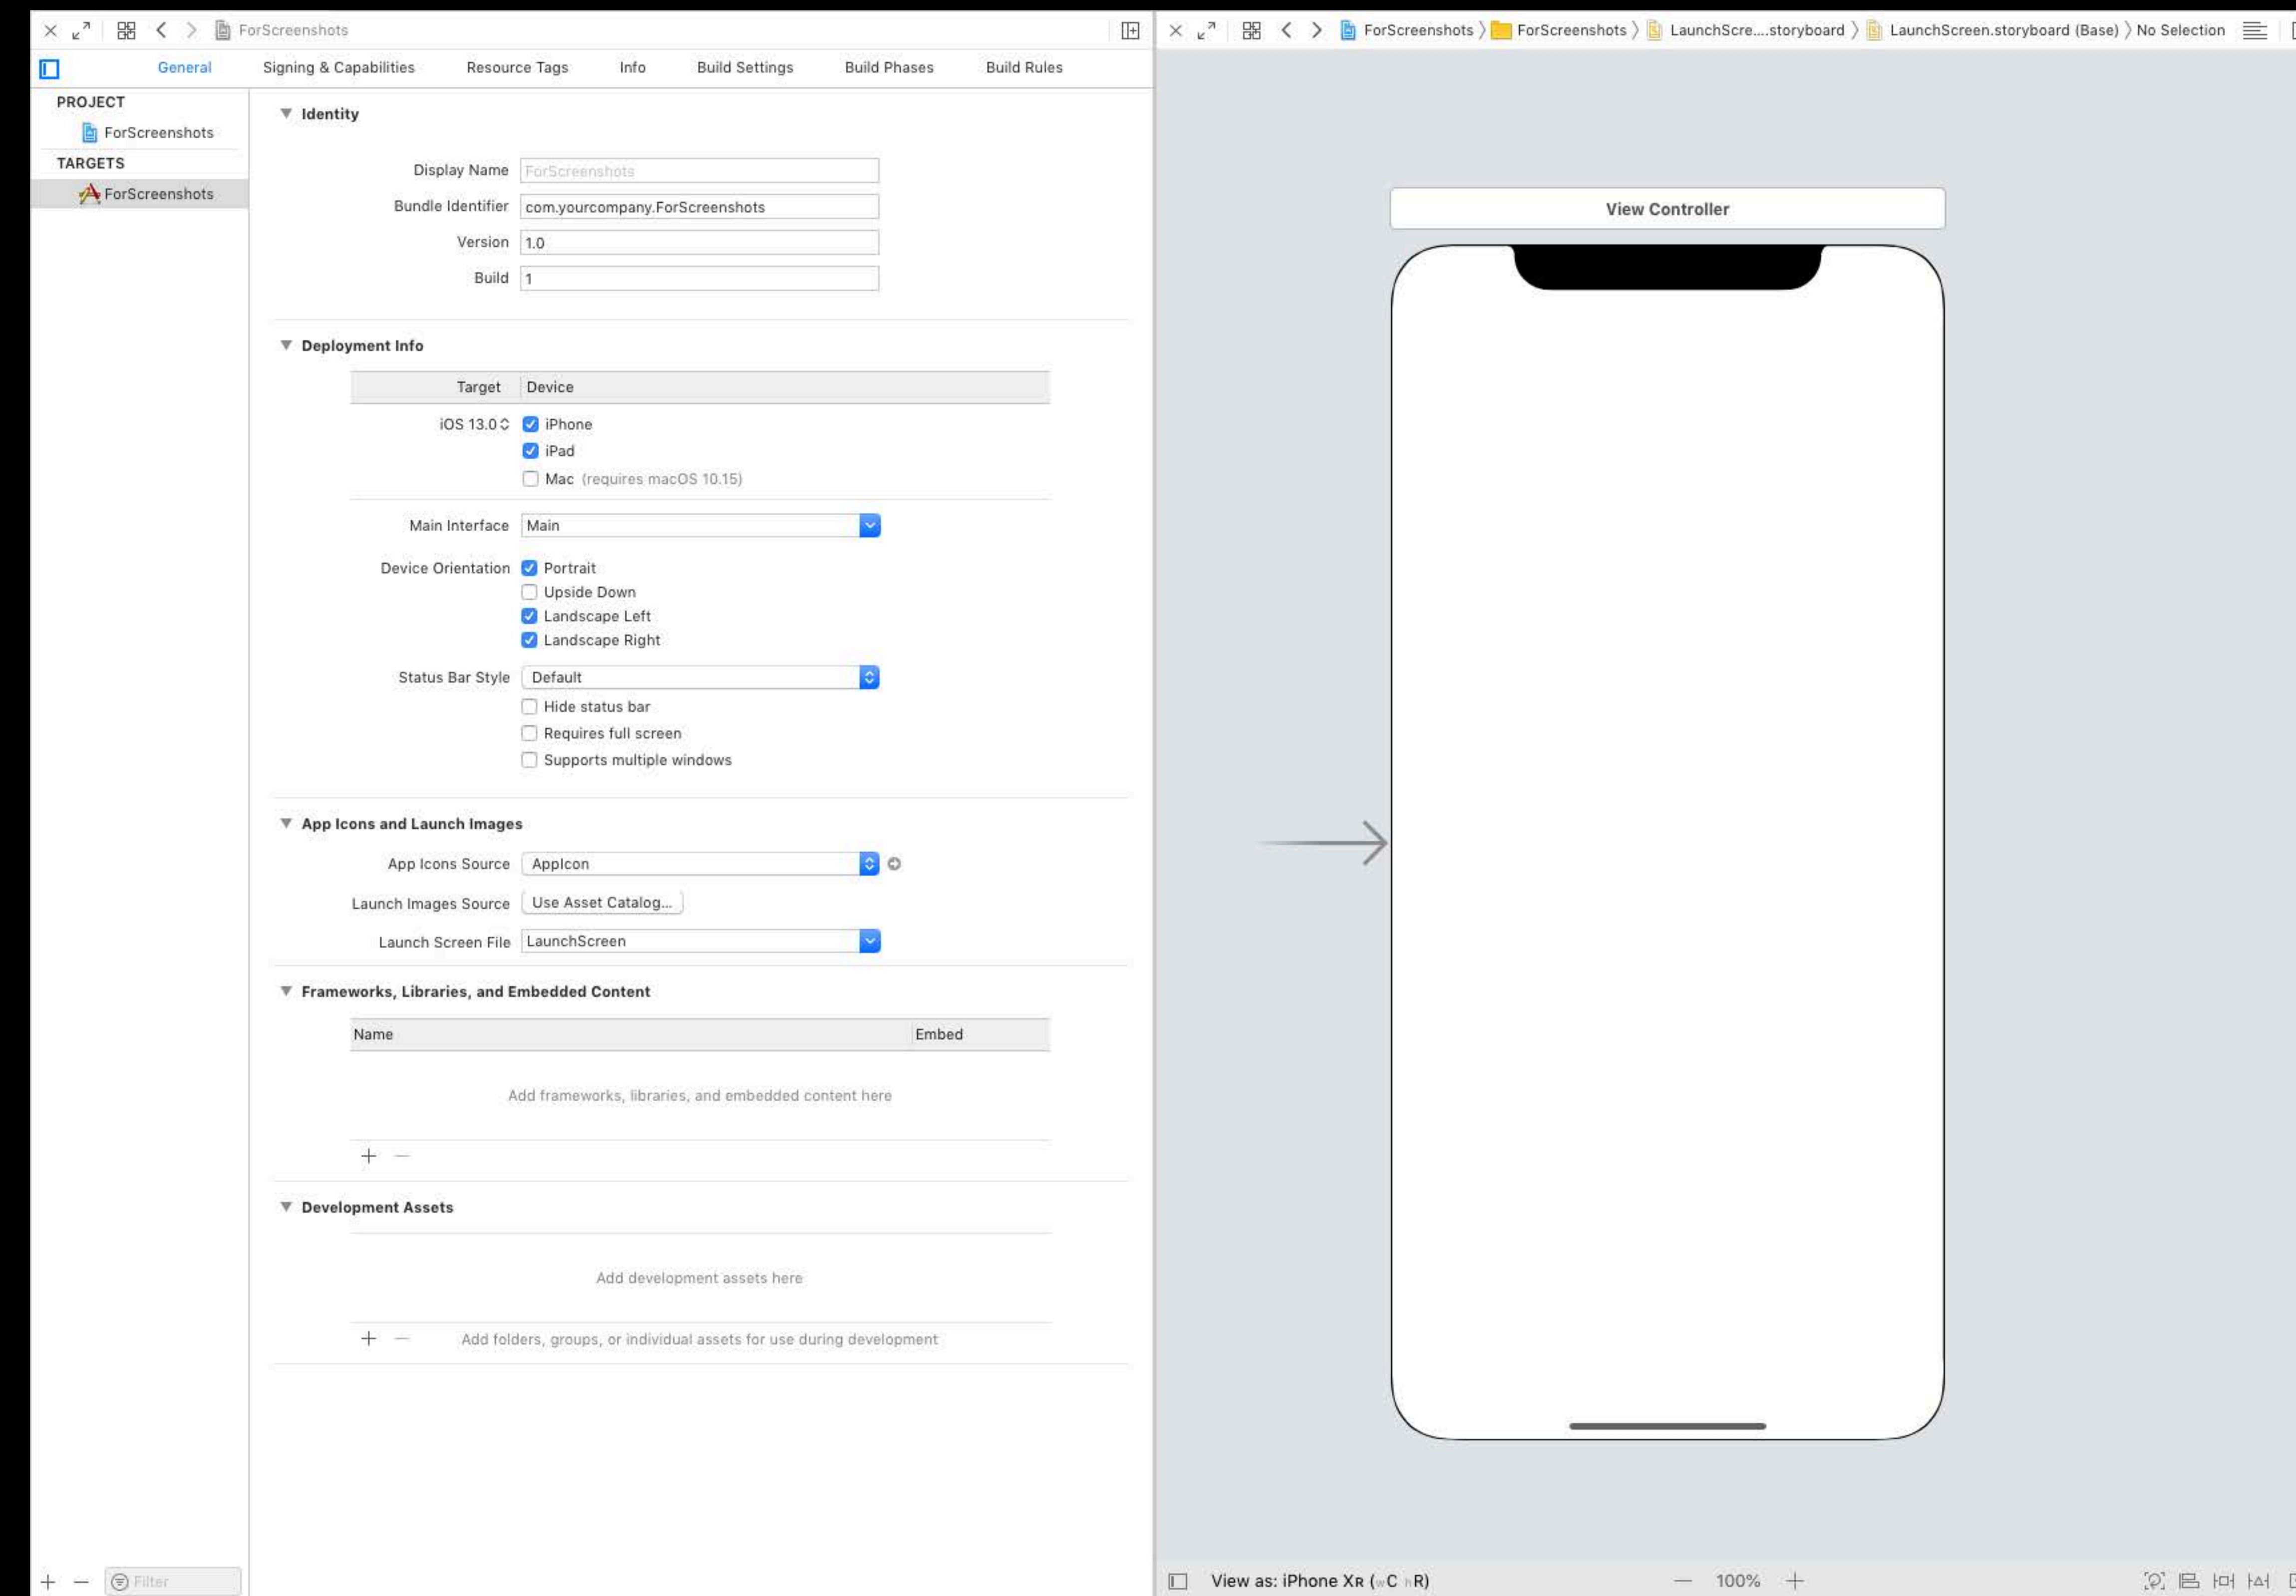 ForScreenshots
General Signing & Capabilities Resource Tags Info Build Settings Build Phases Build Rules
PROJECT
ForScreenshots
TARGETS
ForScreenshots
Identity
Display Name ForScreenshots
Bundle Identifier com.yourcompany.ForScreenshots
Version 1.0
Build 1
Deployment Info
Target Device
iOS 13.0 iPhone
iPad
Mac (requires macOS 10.15)
Main Interface Main
Device Orientation Portrait
Upside Down
Landscape Left
Landscape Right
Status Bar Style Default
Hide status bar
Requires full screen
Supports multiple windows
App Icons and Launch Images
App Icons Source AppIcon
Launch Images Source Use Asset Catalog...
Launch Screen File LaunchScreen
Frameworks, Libraries, and Embedded Content
Name Embed
Add frameworks, libraries, and embedded content here
Development Assets
Add development assets here
Add folders, groups, or individual assets for use during development
Filter
ForScreenshots ForScreenshots LaunchScre....storyboard LaunchScreen.storyboard (Base) No Selection
View Controller
View as: iPhone XR (wC hR) 100%